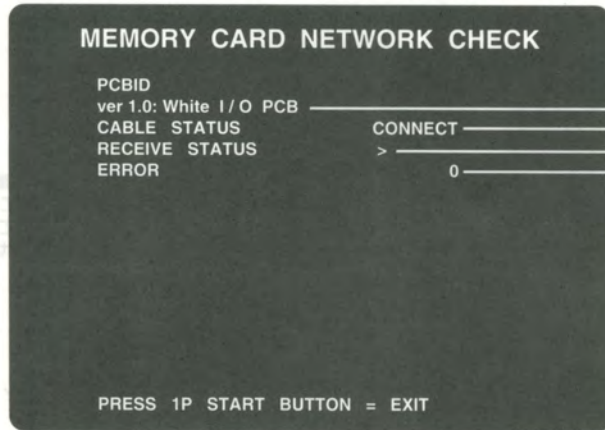 MEMORY CARD NETWORK CHECK
PCBID
ver 1.0: White I / O PCB
CABLE STATUS CONNECT
RECEIVE STATUS >
ERROR 0
PRESS 1P START BUTTON = EXIT